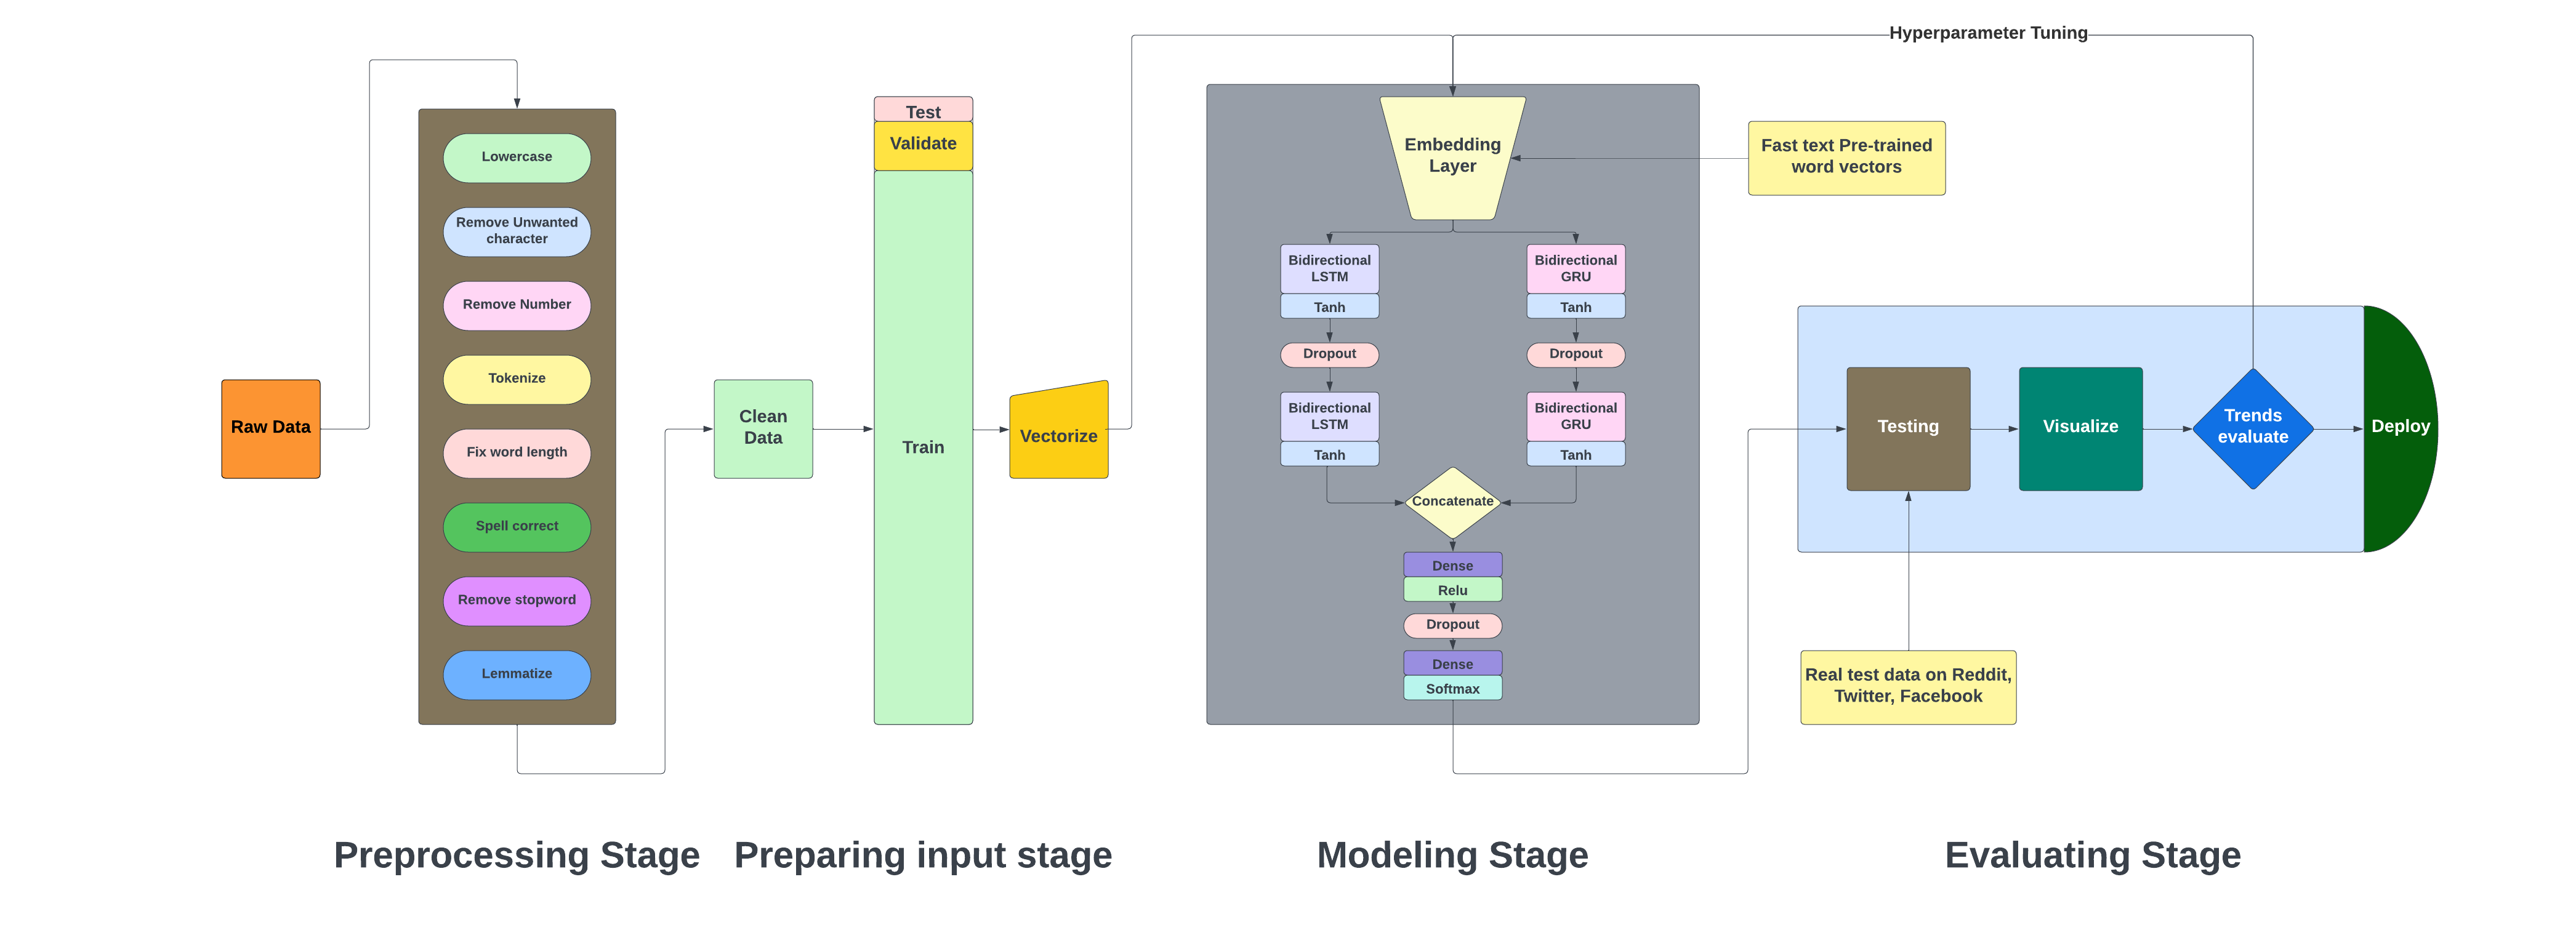 Hyperparameter Tuning
Raw Data
Lowercase
Remove Unwanted
character
Remove Number
Tokenize
Fix word length
Spell correct
Remove stopword
Lemmatize
Clean
Data
Test
Validate
Train
Vectorize
Embedding
Layer
Fast text Pre-trained
word vectors
Bidirectional
LSTM
Tanh
Dropout
Bidirectional
LSTM
Tanh
Bidirectional
GRU
Tanh
Dropout
Bidirectional
GRU
Tanh
Concatenate
Dense
Relu
Dropout
Dense
Softmax
Testing
Visualize
Trends
evaluate
Deploy
Real test data on Reddit,
Twitter, Facebook
Preprocessing Stage
Preparing input stage
Modeling Stage
Evaluating Stage